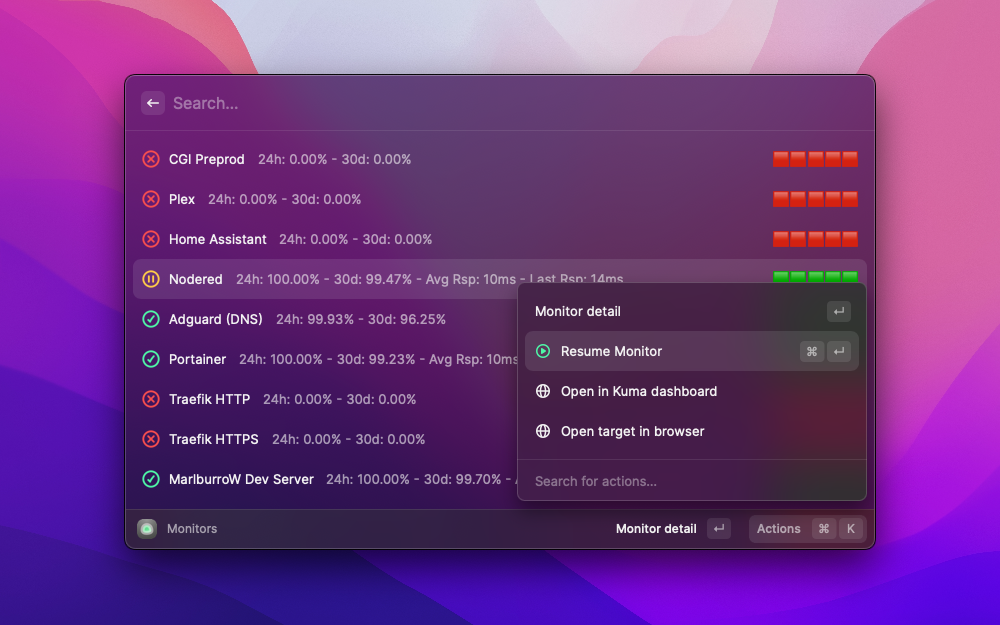 Search...
CGI Preprod 24h: 0.00% - 30d: 0.00%
Plex 24h: 0.00% - 30d: 0.00%
Home Assistant 24h: 0.00% - 30d: 0.00%
Nodered 24h: 100.00% - 30d: 99.47% - Avg Rsp: 10ms - Last Rsp: 14ms
Adguard (DNS) 24h: 99.93% - 30d: 96.25%
Portainer 24h: 100.00% - 30d: 99.23% - Avg Rsp: 10ms
Traefik HTTP 24h: 0.00% - 30d: 0.00%
Traefik HTTPS 24h: 0.00% - 30d: 0.00%
MarlburroW Dev Server 24h: 100.00% - 30d: 99.70% -
Monitor detail ↵
Resume Monitor ⌘ ↵
Open in Kuma dashboard
Open target in browser
Search for actions...
Monitors
Monitor detail ↵
Actions ⌘ K